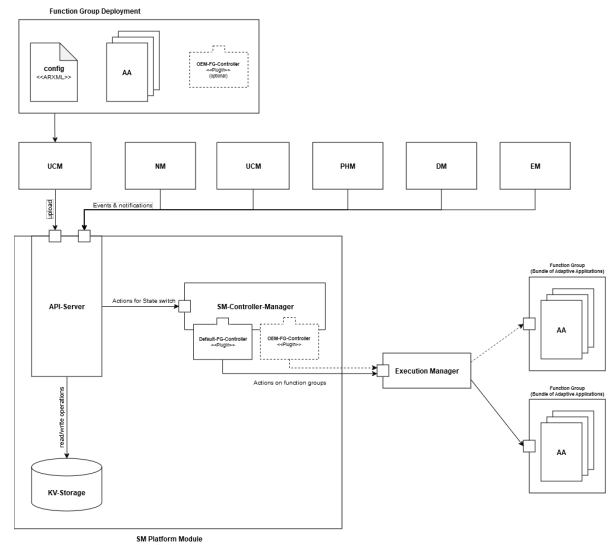 Function Group Deployment
config
<<ARXML>>
AA
OEM-FG-Controller
<<Plugin>>
(optional)
UCM
NM
UCM
PHM
DM
EM
upload
Events & notifications
API-Server
Actions for State switch
SM-Controller-Manager
Default-FG-Controller
<<Plugin>>
OEM-FG-Controller
<<Plugin>>
Actions on function groups
Execution Manager
Function Group
(Bundle of Adaptive Applications)
AA
Function Group
(Bundle of Adaptive Applications)
AA
read/write operations
KV-Storage
SM Platform Module